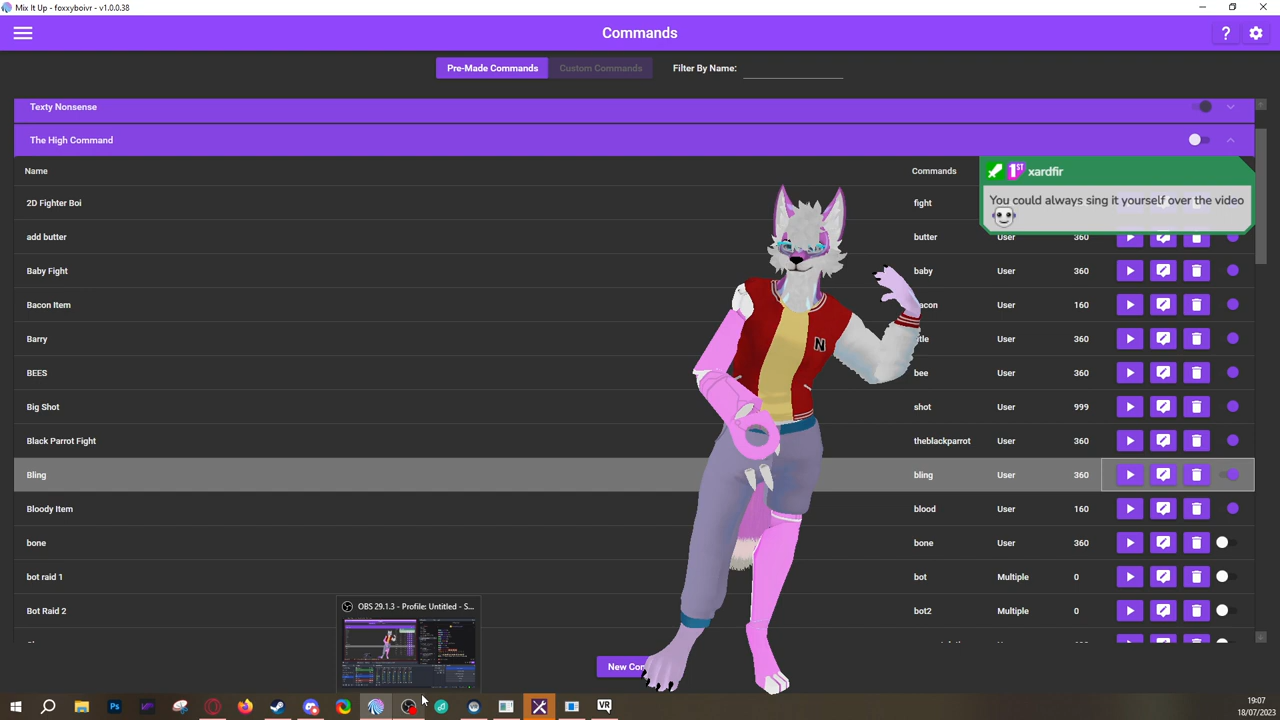 Mix It Up - foxxyboivr - v1.0.0.38
Commands
?
Pre-Made Commands
Custom Commands
Filter By Name:
Texty Nonsense
The High Command
Name
Commands
1ST xardfir
You could always sing it yourself over the video
2D Fighter Boi
fight
add butter
butter
User
360
Baby Fight
baby
User
360
Bacon Item
acon
User
160
Barry
tle
User
360
BEES
bee
User
360
Big Shot
shot
User
999
Black Parrot Fight
theblackparrot
User
360
Bling
bling
User
360
Bloody Item
blood
User
160
bone
bone
User
360
bot raid 1
bot
Multiple
0
Bot Raid 2
bot2
Multiple
0
N
OBS 29.1.3 - Profile: Untitled - S...
New Co
Ps
VR
19:07
18/07/2023